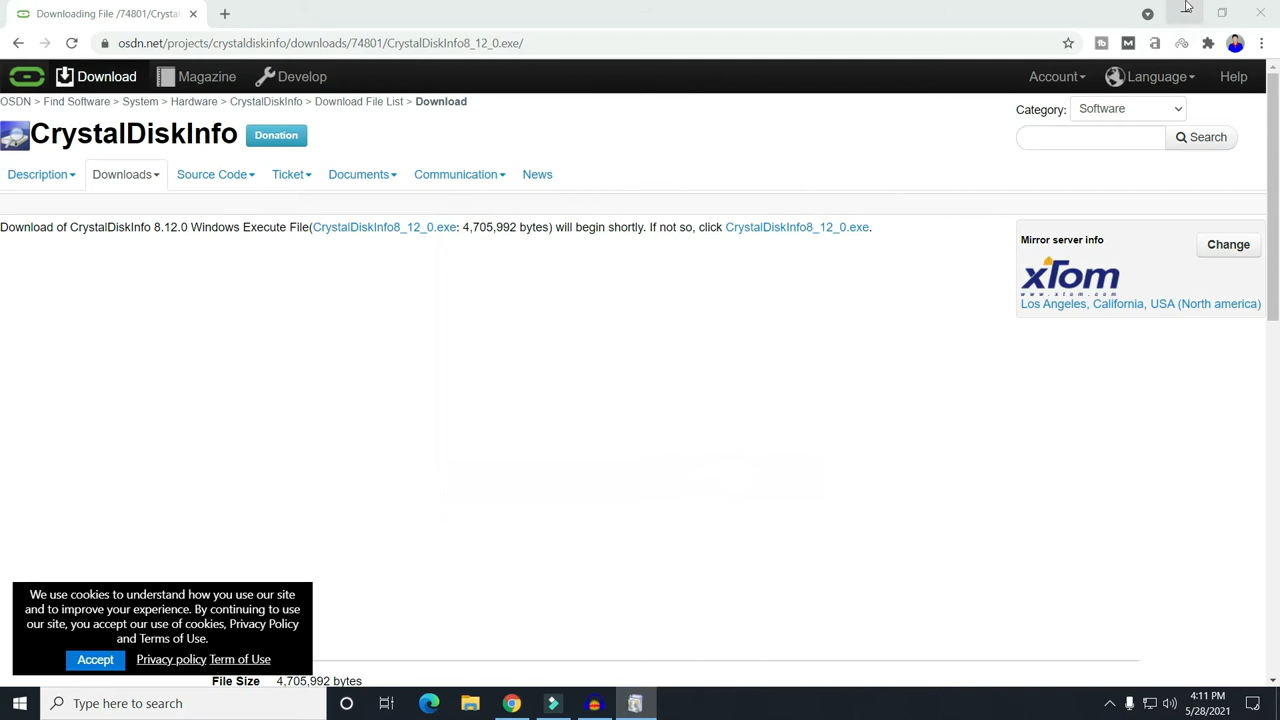 Downloading File /74801/Crysta
osdn.net/projects/crystaldiskinfo/downloads/74801/CrystalDiskInfo8_12_0.exe/
Download Magazine Develop Account Language Help
OSDN > Find Software > System > Hardware > CrystalDiskInfo > Download File List > Download
Category: Software
CrystalDiskInfo Donation
Search
Description Downloads Source Code Ticket Documents Communication News
Download of CrystalDiskInfo 8.12.0 Windows Execute File(CrystalDiskInfo8_12_0.exe: 4,705,992 bytes) will begin shortly. If not so, click CrystalDiskInfo8_12_0.exe.
Mirror server info
Change
xTom
www.xtom.com
Los Angeles, California, USA (North america)
We use cookies to understand how you use our site
and to improve your experience. By continuing to use
our site, you accept our use of cookies, Privacy Policy
and Terms of Use.
Accept Privacy policy Term of Use
File Size 4,705,992 bytes
Type here to search
4:11 PM
5/28/2021